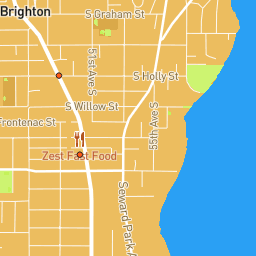 Brighton
S Graham St
51st Ave S
S Holly St
S Willow St
Frontenac St
55th Ave S
Zest Fast Food
Seward Park A